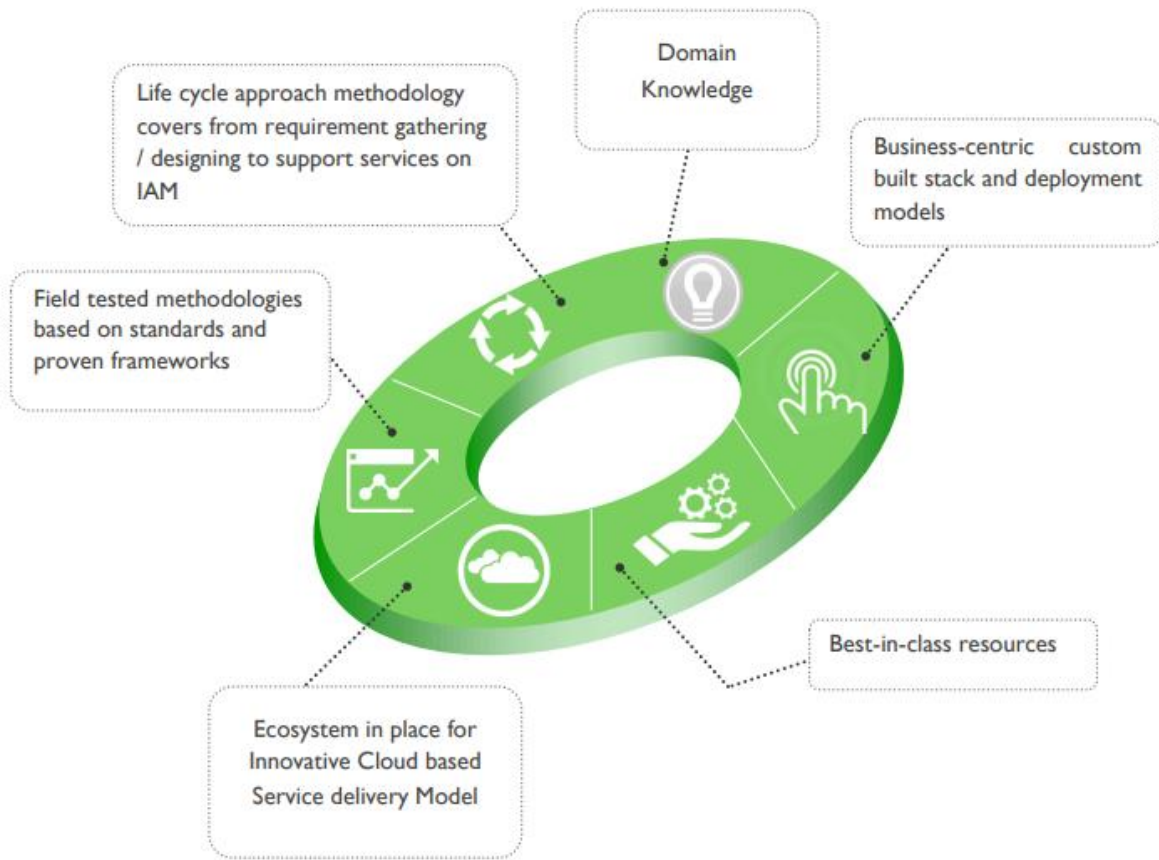 Domain
Knowledge
Life cycle approach methodology
covers from requirement gathering
/ designing to support services on
IAM
Business-centric custom
built stack and deployment
models
Field tested methodologies
based on standards and
proven frameworks
Best-in-class resources
Ecosystem in place for
Innovative Cloud based
Service delivery Model